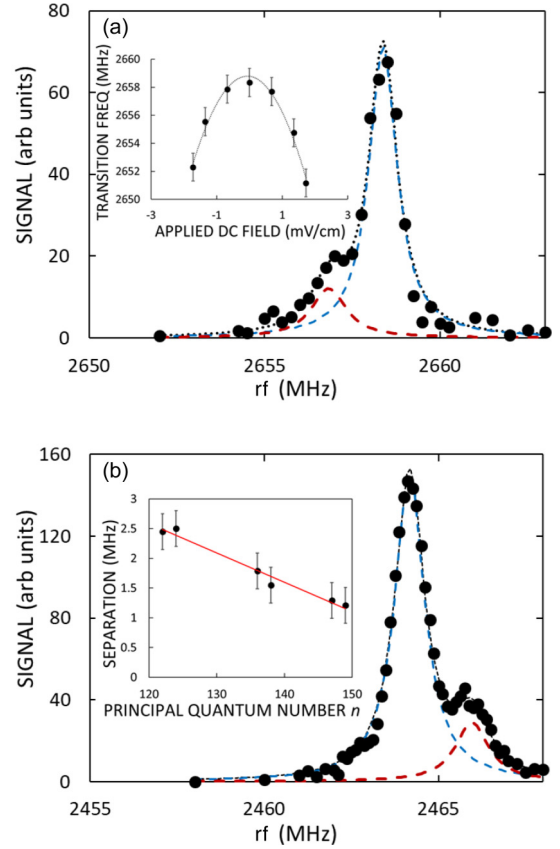 80
60
40
20
0
SIGNAL (arb units)
(a)
2660
2658
2656
2654
2652
2650
TRANSITION FREQ (MHz)
-3 -1 1 3
APPLIED DC FIELD (mV/cm)
2650 2655 2660
rf (MHz)
160
120
80
40
0
SIGNAL (arb units)
(b)
3
2.5
2
1.5
1
0.5
0
SEPARATION (MHz)
120 130 140 150
PRINCIPAL QUANTUM NUMBER n
2455 2460 2465
rf (MHz)